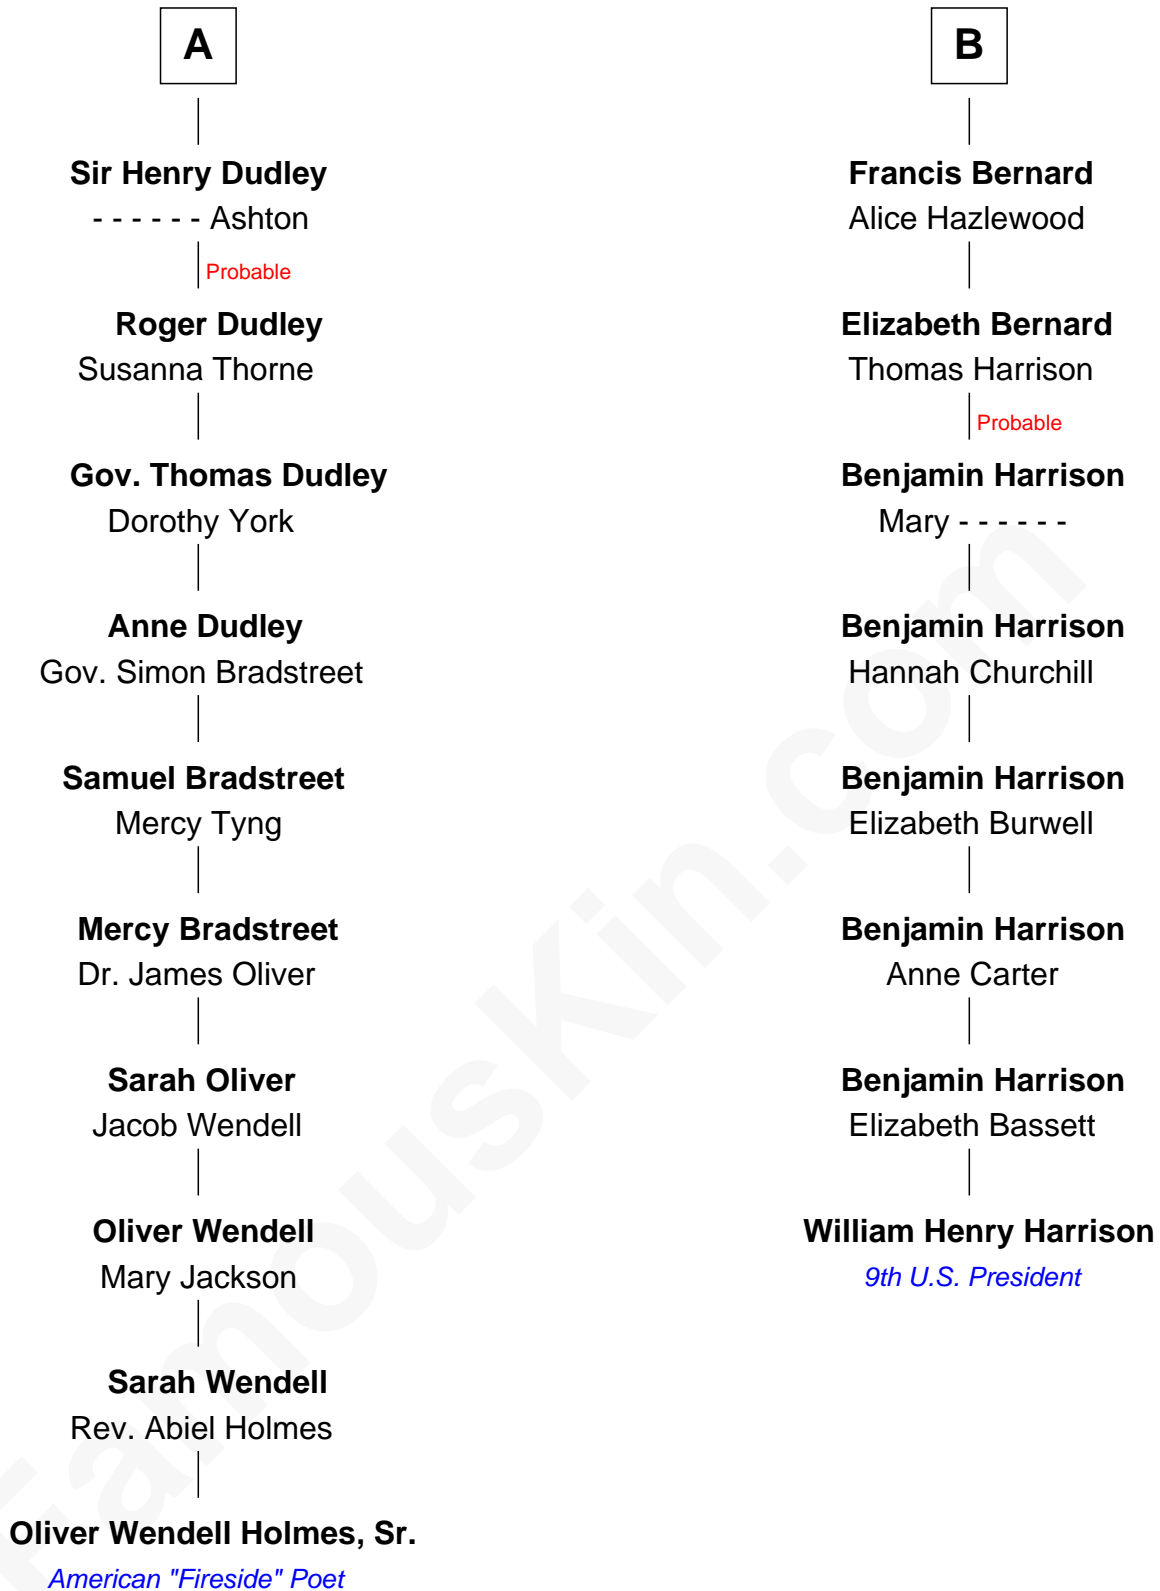 A
Sir Henry Dudley
- - - - - - Ashton
Probable
Roger Dudley
Susanna Thorne
Gov. Thomas Dudley
Dorothy York
Anne Dudley
Gov. Simon Bradstreet
Samuel Bradstreet
Mercy Tyng
Mercy Bradstreet
Dr. James Oliver
Sarah Oliver
Jacob Wendell
Oliver Wendell
Mary Jackson
Sarah Wendell
Rev. Abiel Holmes
Oliver Wendell Holmes, Sr.
American "Fireside" Poet
B
Francis Bernard
Alice Hazlewood
Elizabeth Bernard
Thomas Harrison
Probable
Benjamin Harrison
Mary - - - - - -
Benjamin Harrison
Hannah Churchill
Benjamin Harrison
Elizabeth Burwell
Benjamin Harrison
Anne Carter
Benjamin Harrison
Elizabeth Bassett
William Henry Harrison
9th U.S. President
FamousKin.com